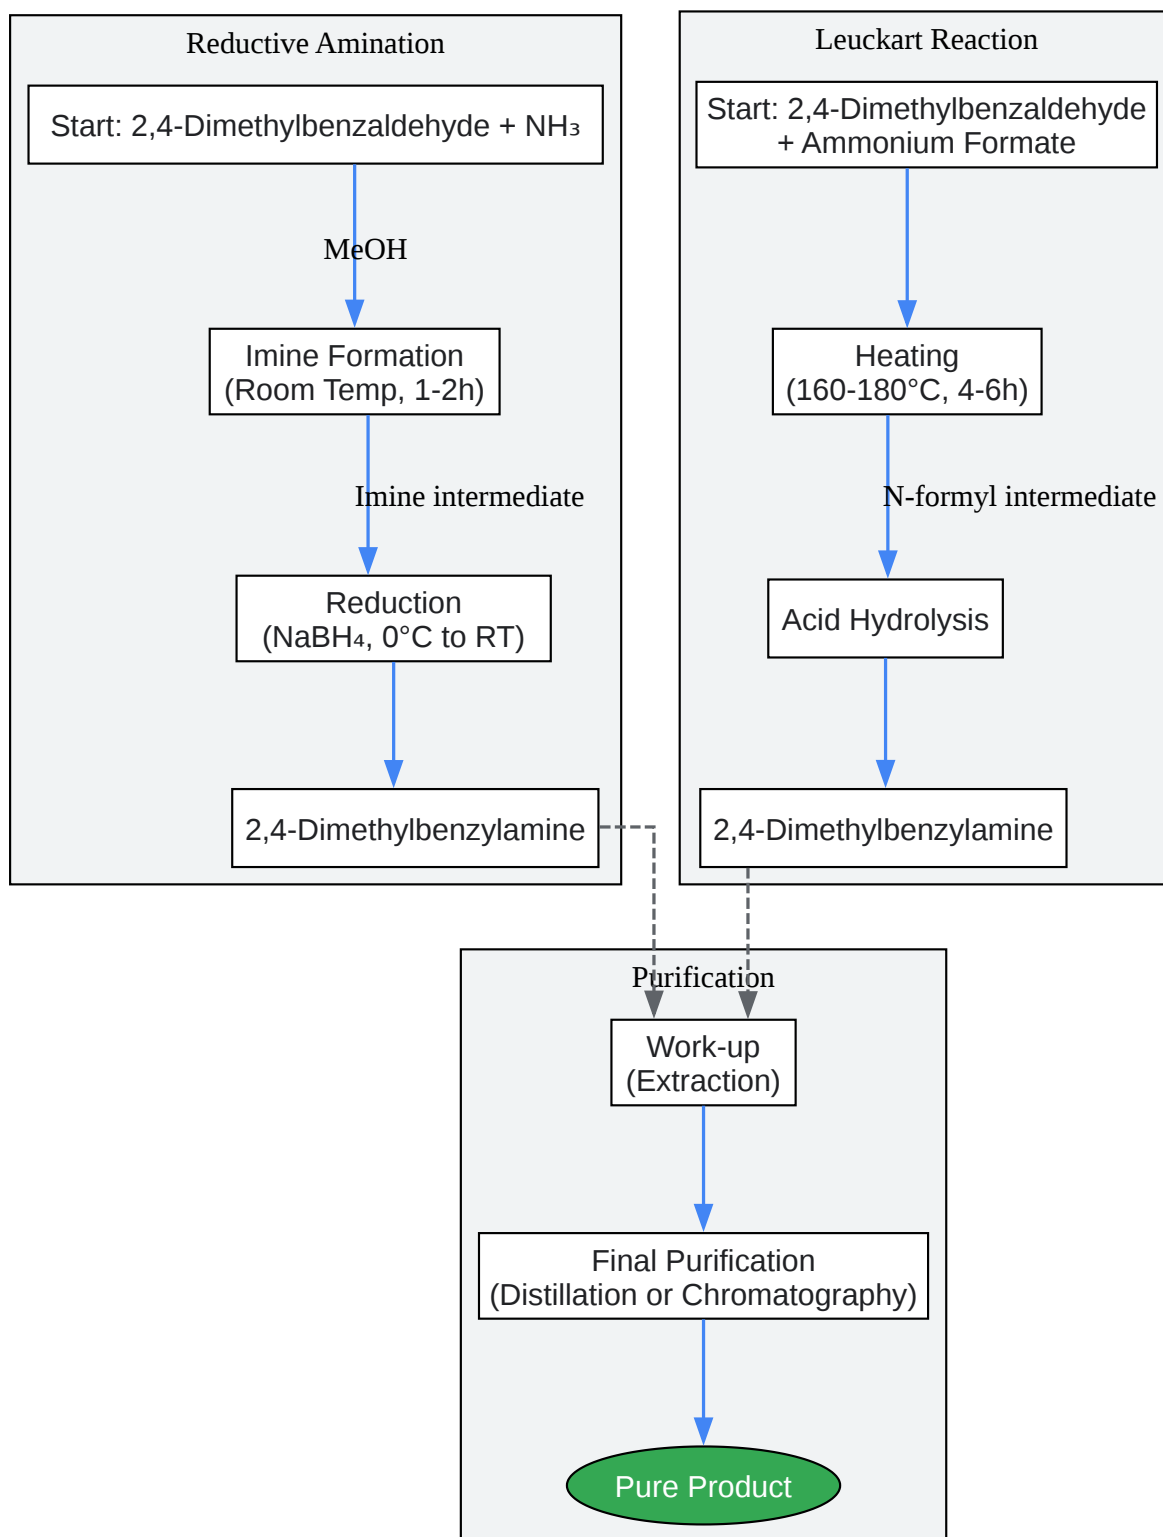 Reductive Amination
Start: 2,4-Dimethylbenzaldehyde + NH₃
MeOH
Imine Formation
(Room Temp, 1-2h)
Imine intermediate
Reduction
(NaBH₄, 0°C to RT)
2,4-Dimethylbenzylamine
Leuckart Reaction
Start: 2,4-Dimethylbenzaldehyde
+ Ammonium Formate
Heating
(160-180°C, 4-6h)
N-formyl intermediate
Acid Hydrolysis
2,4-Dimethylbenzylamine
Purification
Work-up
(Extraction)
Final Purification
(Distillation or Chromatography)
Pure Product